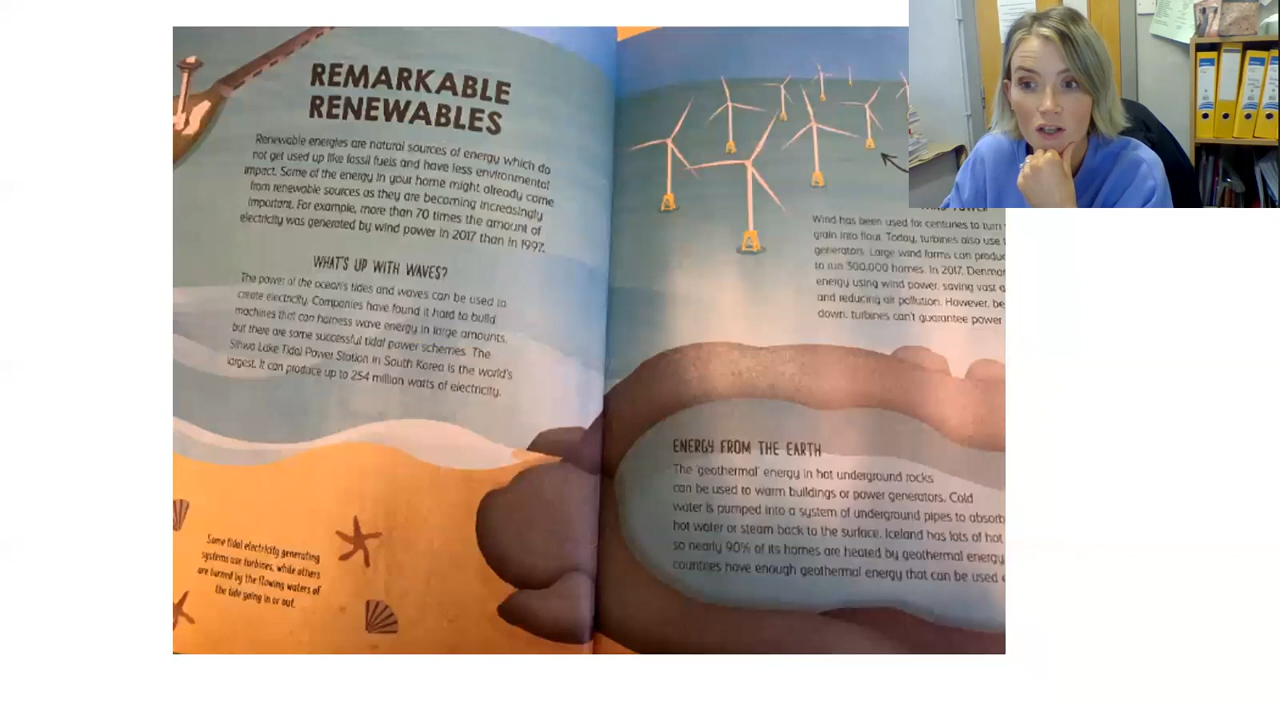 REMARKABLE
RENEWABLES
Renewable energies are natural sources of energy which do
not get used up like fossil fuels and have less environmental
impact. Some of the energy in your home might already come
from renewable sources as they are becoming increasingly
important. For example, more than 70 times the amount of
electricity was generated by wind power in 2017 than in 1997.
WHAT'S UP WITH WAVES?
The power of the ocean's tides and waves can be used to
create electricity. Companies have found it hard to build
machines that can harness wave energy in large amounts,
but there are some successful tidal power schemes. The
Sihwa Lake Tidal Power Station in South Korea is the world's
largest. It can produce up to 254 million watts of electricity.
Some tidal electricity generating
systems use turbines, while others
are turned by the flowing waters of
the tide going in or out.
Wind has been used for centuries to turn
grain into flour. Today, turbines also use
generators. Large wind farms can produc
to run 300,000 homes. In 2017, Denmar
energy using wind power, saving vast a
and reducing air pollution. However, be
down, turbines can't guarantee power
ENERGY FROM THE EARTH
The 'geothermal' energy in hot underground rocks
can be used to warm buildings or power generators. Cold
water is pumped into a system of underground pipes to absorb
hot water or steam back to the surface. Iceland has lots of hot
so nearly 90% of its homes are heated by geothermal energy
countries have enough geothermal energy that can be used